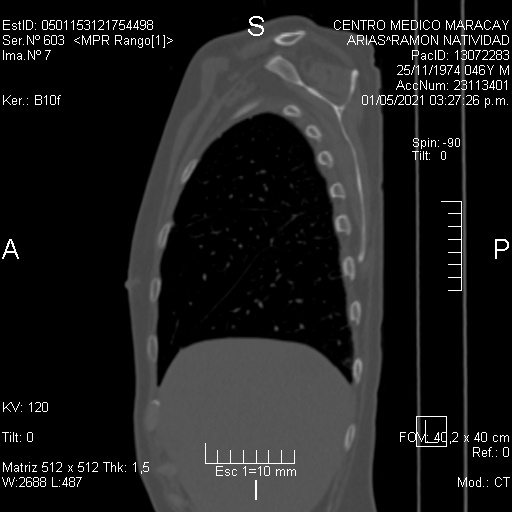 EstID: 0501153121754498
Ser.Nº 603 <MPR Rango[1]>
Ima.Nº 7
Ker.: B10f
S
CENTRO MEDICO MARACAY
ARIAS^RAMON NATIVIDAD
PacID: 13072283
25/11/1974 046Y M
AccNum: 23113401
01/05/2021 03:27:26 p.m.
Spin: -90
Tilt: 0
A
P
KV: 120
Tilt: 0
Matriz 512 x 512 Thk: 1,5
W:2688 L:487
Esc 1=10 mm
I
FOV: 40,2 x 40 cm
Ref.: 0
Mod.: CT